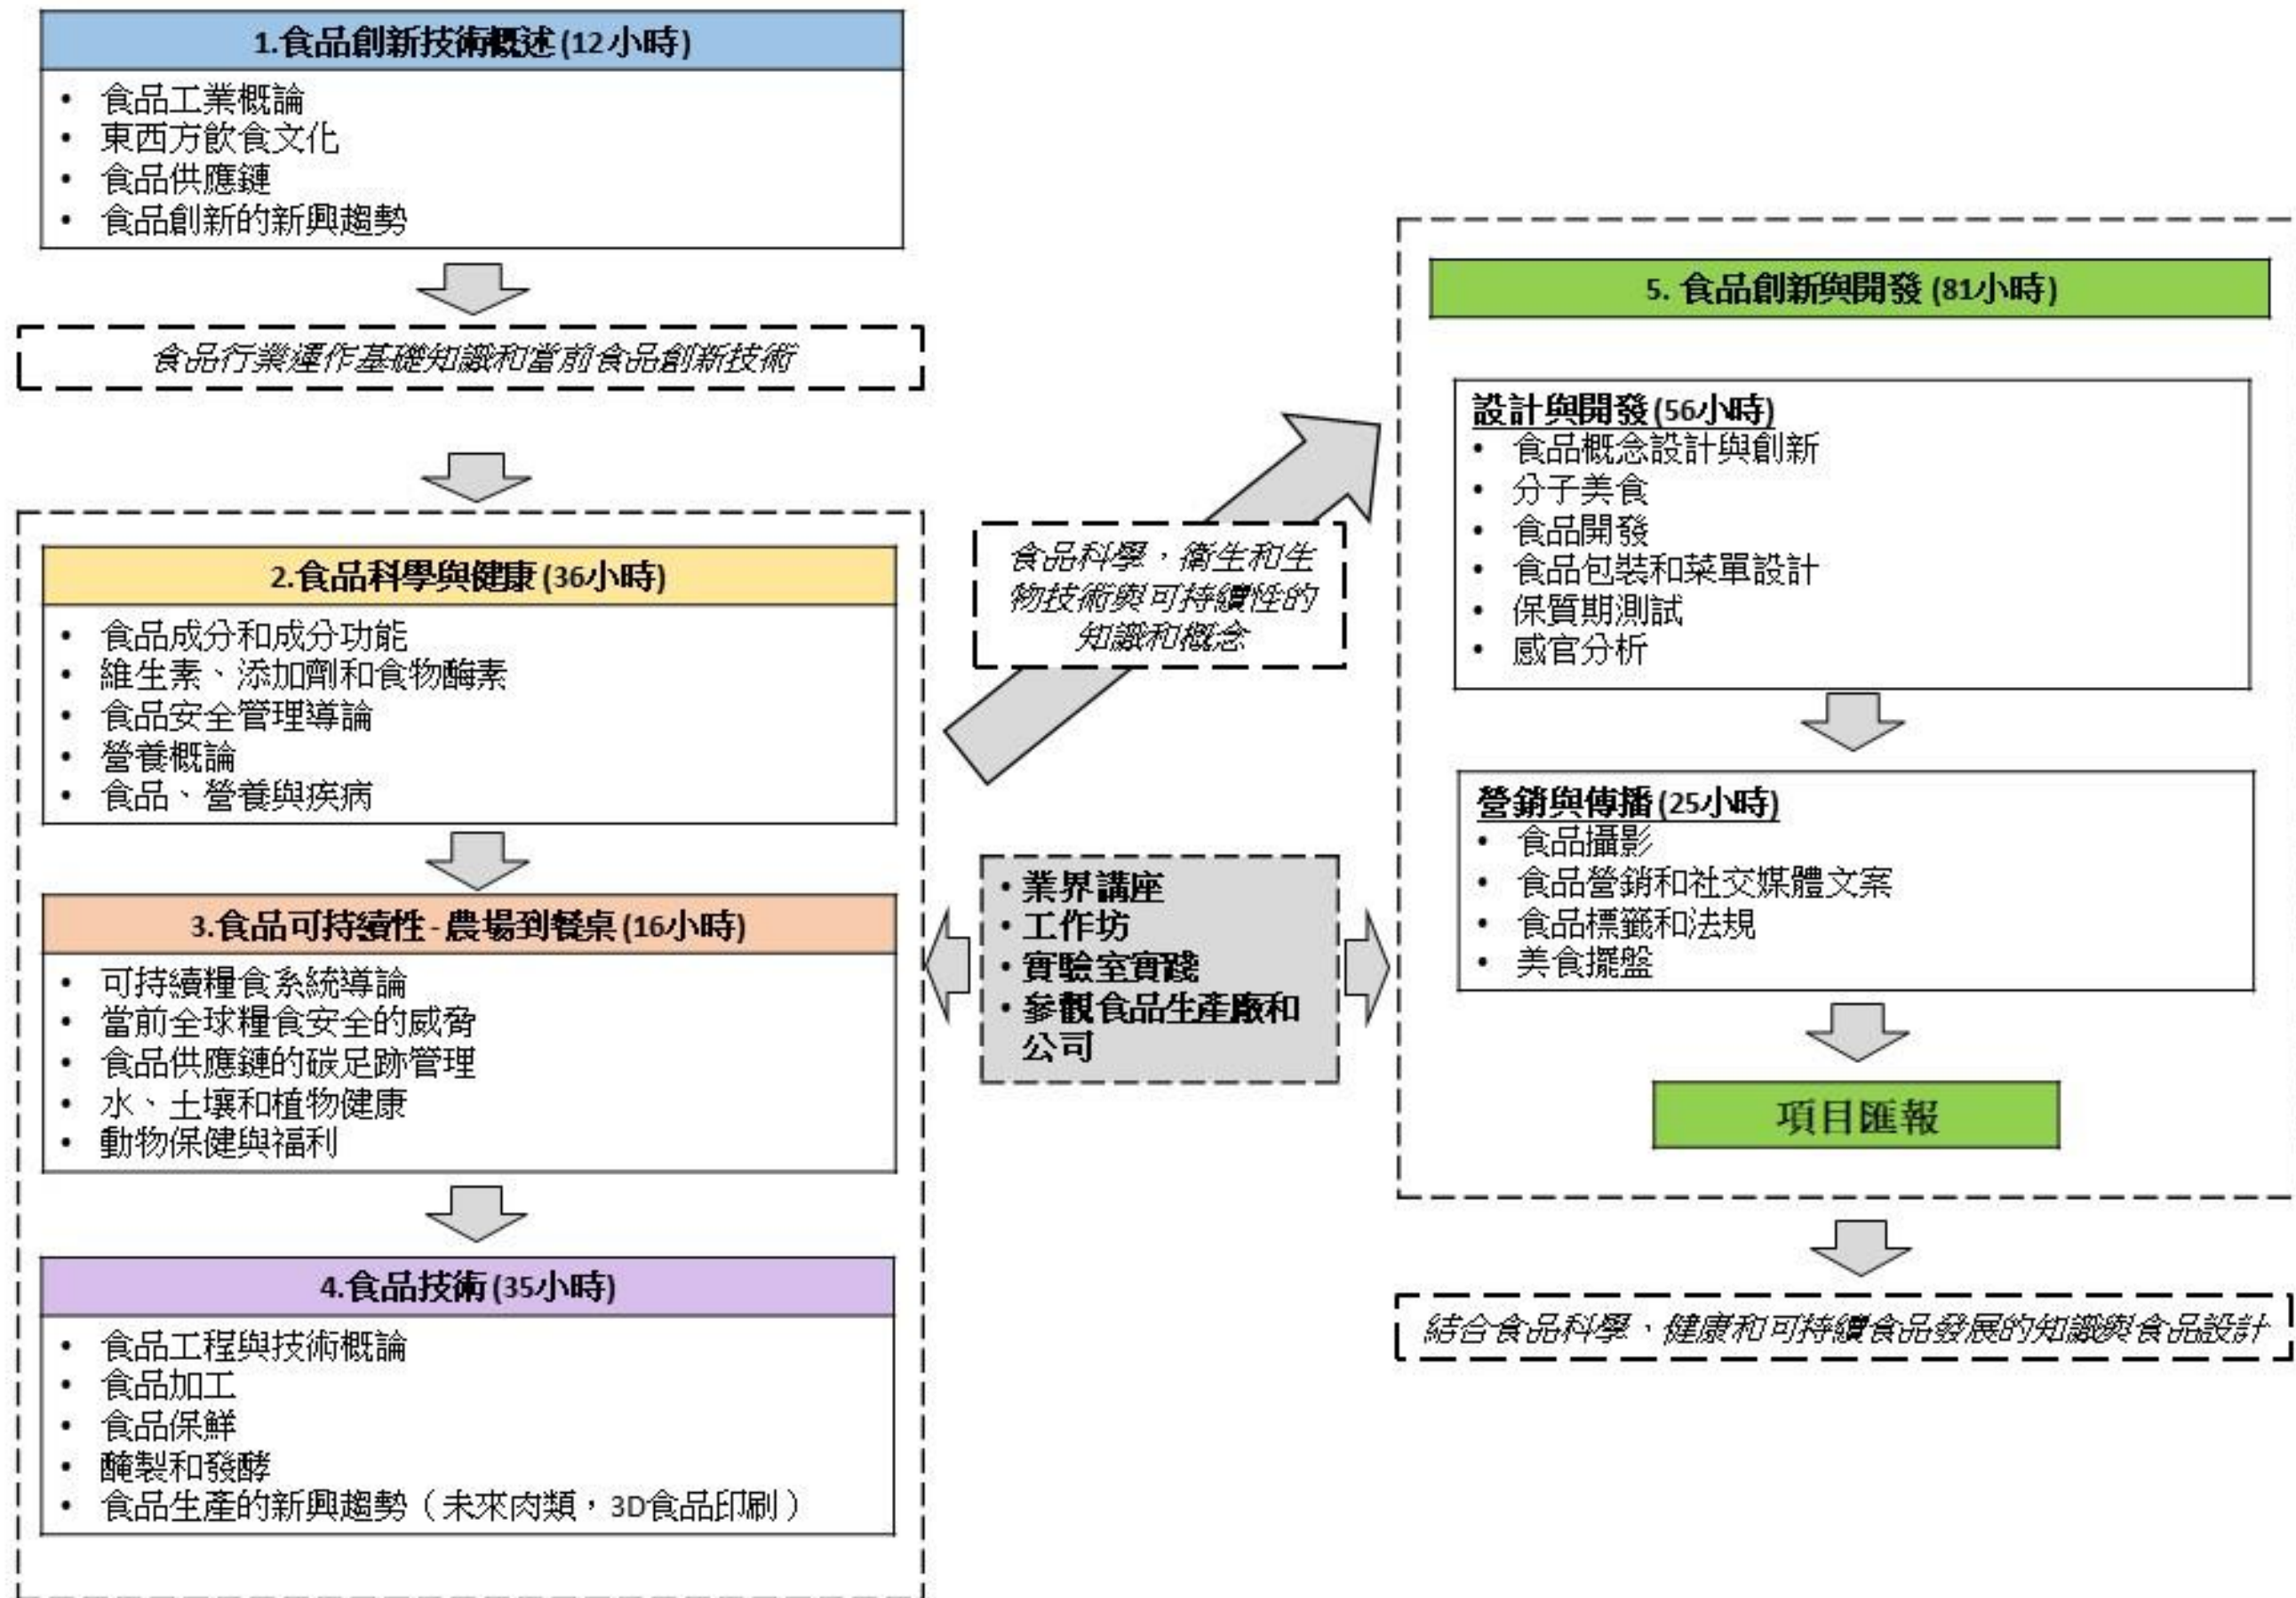 1.食品創新技術概述(12小時)
• 食品工業概論
• 東西方飲食文化
• 食品供應鏈
• 食品創新的新興趨勢
食品行業運作基礎知識和當前食品創新技術
2.食品科學與健康(36小時)
• 食品成分和成分功能
• 維生素、添加劑和食物酶素
• 食品安全管理導論
• 營養概論
• 食品、營養與疾病
3.食品可持續性-農場到餐桌(16小時)
• 可持續糧食系統導論
• 當前全球糧食安全的威脅
• 食品供應鏈的碳足跡管理
• 水、土壤和植物健康
• 動物保健與福利
4.食品技術(35小時)
• 食品工程與技術概論
• 食品加工
• 食品保鮮
• 醃製和發酵
• 食品生產的新興趨勢（未來肉類，3D食品印刷）
食品科學，衞生和生
物技術與可持續性的
知識和概念
• 業界講座
• 工作坊
• 實驗室實踐
• 參觀食品生產廠和
公司
5. 食品創新與開發 (81小時)
設計與開發(56小時)
• 食品概念設計與創新
• 分子美食
• 食品開發
• 食品包裝和菜單設計
• 保質期測試
• 感官分析
營銷與傳播(25小時)
• 食品攝影
• 食品營銷和社交媒體文案
• 食品標籤和法規
• 美食擺盤
項目匯報
結合食品科學、健康和可持續食品發展的知識與食品設計